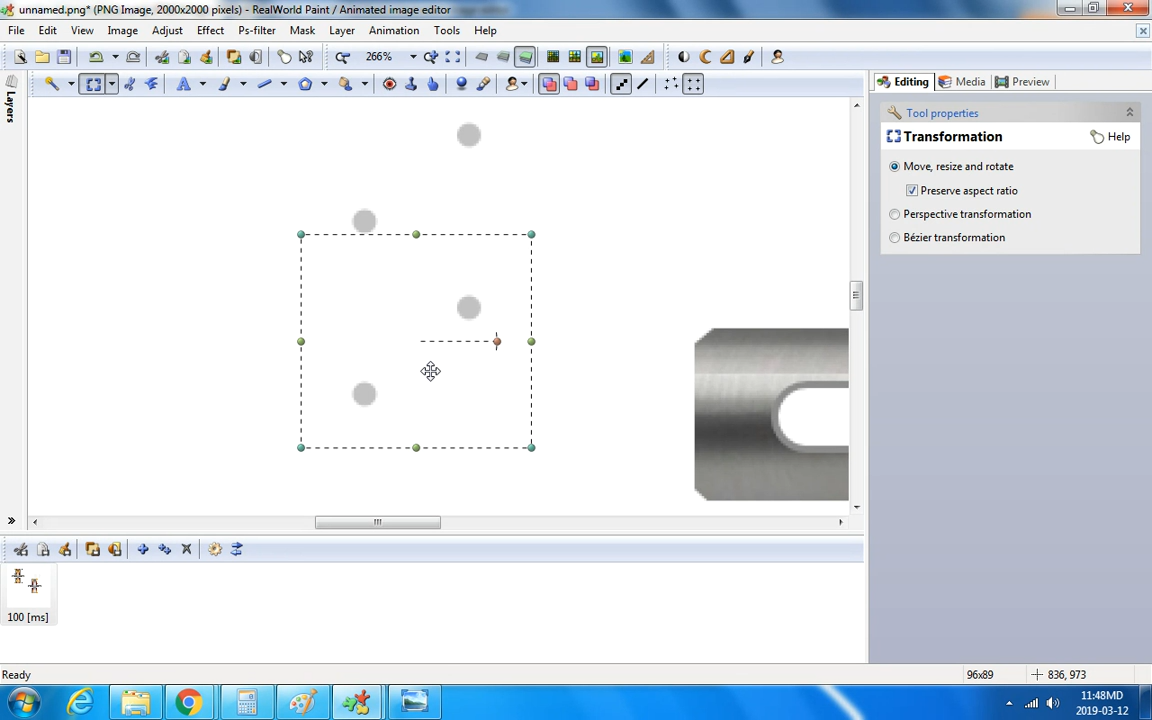 unnamed.png* (PNG Image, 2000x2000 pixels) - RealWorld Paint / Animated image editor
File Edit View Image Adjust Effect Ps-filter Mask Layer Animation Tools Help
266%
Layers
Editing Media Preview
Tool properties
Transformation Help
Move, resize and rotate
Preserve aspect ratio
Perspective transformation
Bézier transformation
100 [ms]
Ready 96x89 836, 973
11:48MD
2019-03-12